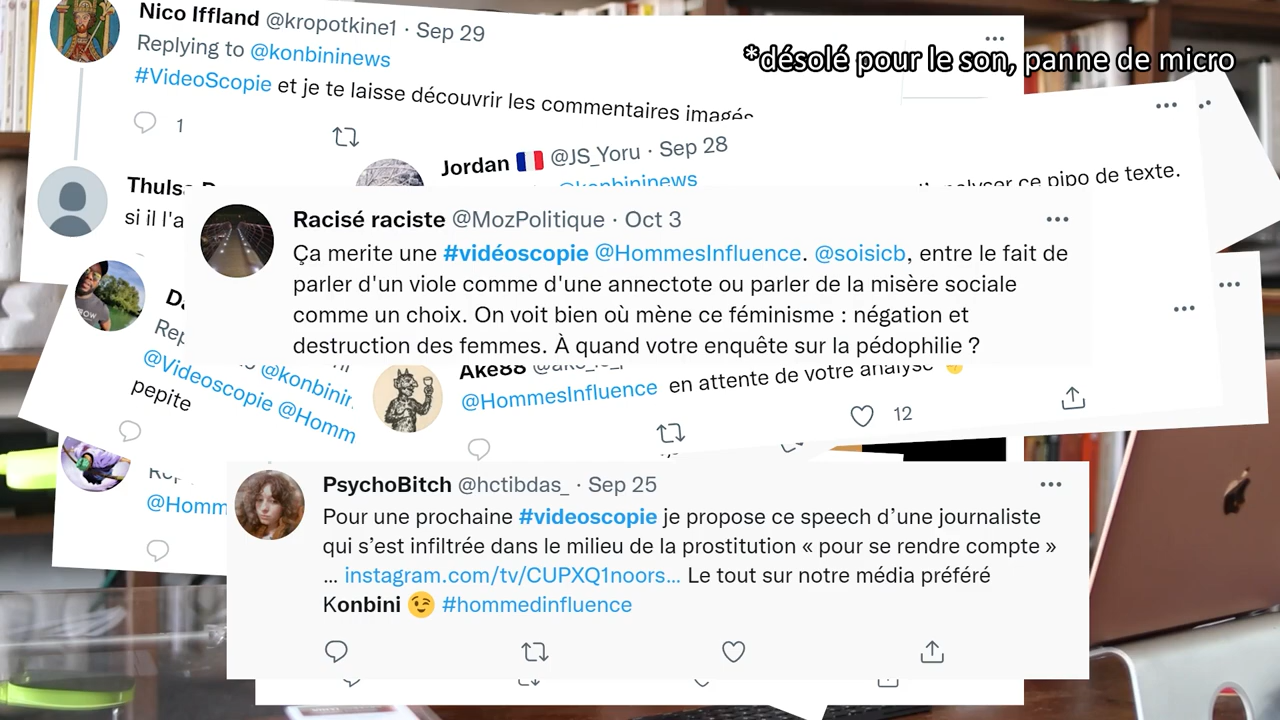 Nico Iffland @kropotkine1 · Sep 29
Replying to @konbininews
#VideoScopie et je te laisse découvrir les commentaires imagés
1
*désolé pour le son, panne de micro
Jordan @JS_Yoru · Sep 28
@konbininews
analyser ce pipo de texte.
Thulsa
si il l'a
Racisé raciste @MozPolitique · Oct 3
Ça merite une #vidéoscopie @HommesInfluence. @soisicb, entre le fait de
parler d'un viole comme d'une annectote ou parler de la misère sociale
comme un choix. On voit bien où mène ce féminisme : négation et
destruction des femmes. À quand votre enquête sur la pédophilie ?
@Videoscopie @Homm
pepite
Ake88
@HommesInfluence en attente de votre analyse
12
@Homm
PsychoBitch @hctibdas_ · Sep 25
Pour une prochaine #videoscopie je propose ce speech d’une journaliste
qui s’est infiltrée dans le milieu de la prostitution « pour se rendre compte »
… instagram.com/tv/CUPXQ1noors… Le tout sur notre média préféré
Konbini 😉 #hommedinfluence